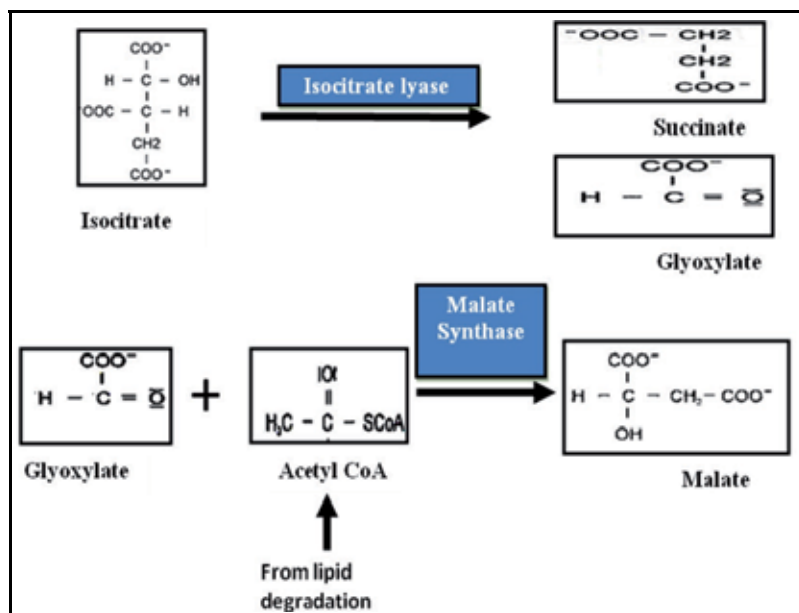 COO⁻
H – C – OH
OOC – C – H
CH2
COO⁻
Isocitrate
Isocitrate lyase
⁻OOC – CH2
CH2
COO⁻
Succinate
COO⁻
H – C = O
Glyoxylate
COO⁻
H – C = O
Glyoxylate
+
H₃C – C – SCoA
Acetyl CoA
From lipid
degradation
Malate
Synthase
COO⁻
H – C – CH₂ – COO⁻
OH
Malate